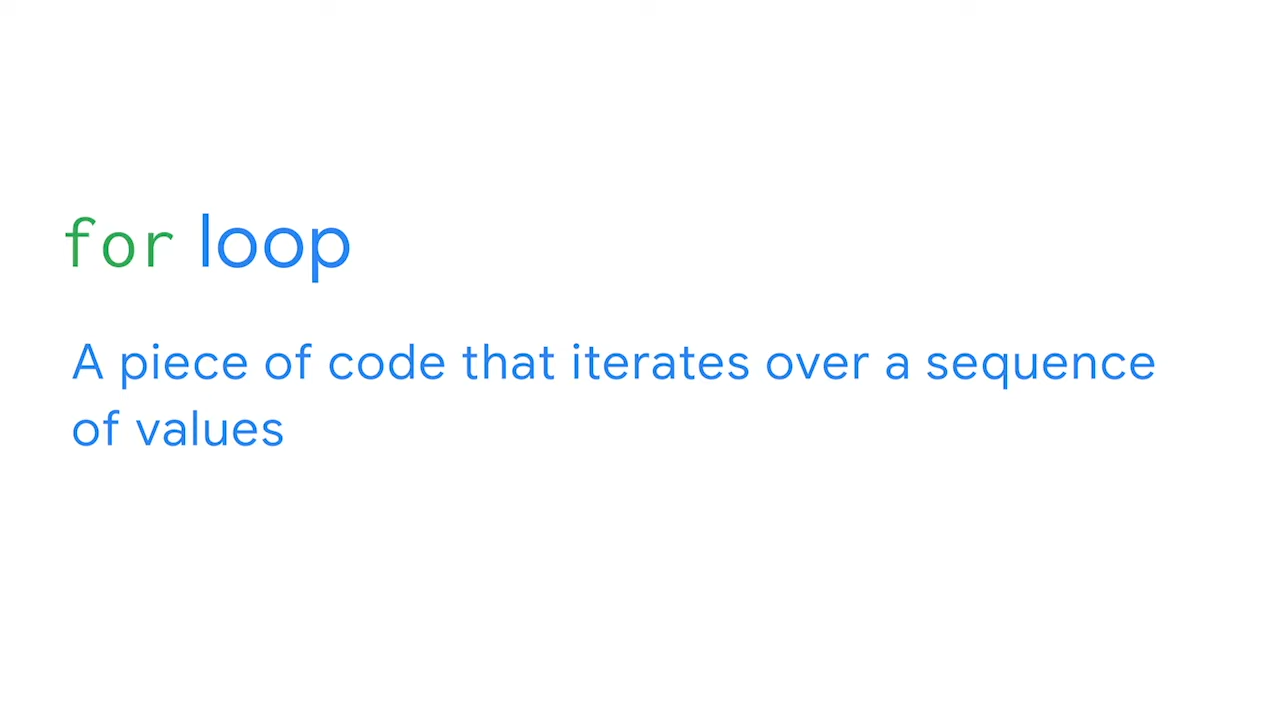 for loop
A piece of code that iterates over a sequence
of values